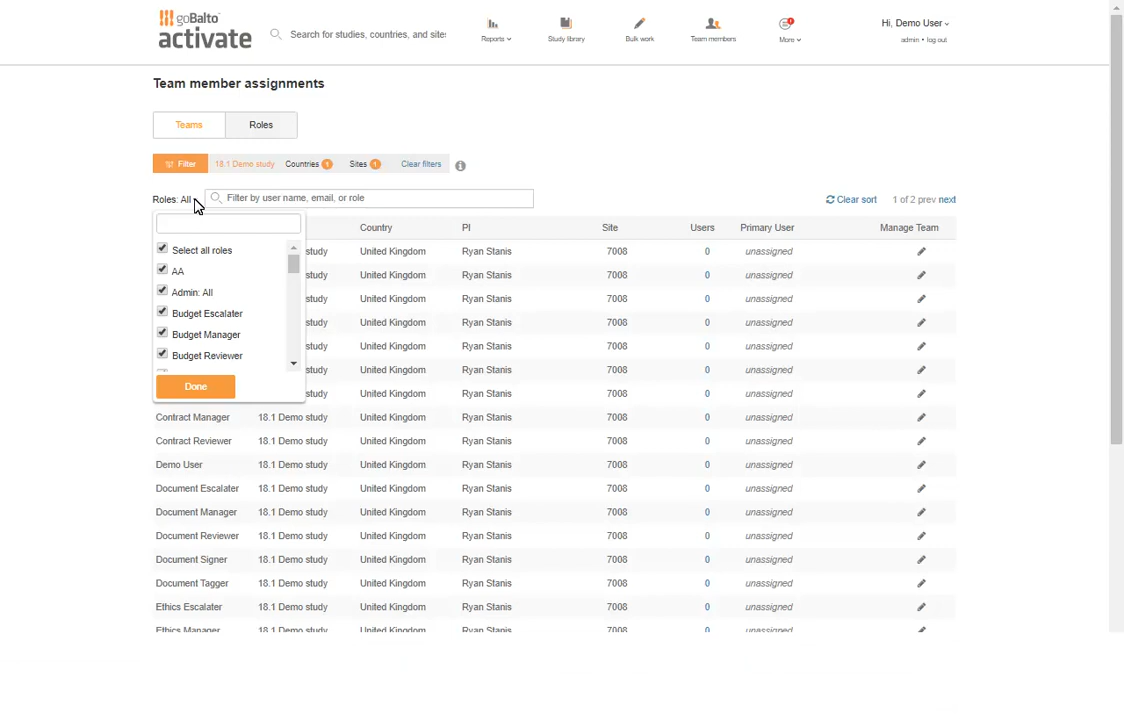 goBalto
activate
Search for studies, countries, and site
Reports
Study library
Bulk work
Team members
More
Hi, Demo User
admin • log out
Team member assignments
Teams
Roles
Filter
18.1 Demo study
Countries 1
Sites 1
Clear filters
Roles: All
Filter by user name, email, or role
Clear sort
1 of 2 prev next
Country PI Site Users Primary User Manage Team
Select all roles
AA
Admin: All
Budget Escalater
Budget Manager
Budget Reviewer
Done
study United Kingdom Ryan Stanis 7008 0 unassigned
study United Kingdom Ryan Stanis 7008 0 unassigned
study United Kingdom Ryan Stanis 7008 0 unassigned
study United Kingdom Ryan Stanis 7008 0 unassigned
study United Kingdom Ryan Stanis 7008 0 unassigned
study United Kingdom Ryan Stanis 7008 0 unassigned
study United Kingdom Ryan Stanis 7008 0 unassigned
Contract Manager 18.1 Demo study United Kingdom Ryan Stanis 7008 0 unassigned
Contract Reviewer 18.1 Demo study United Kingdom Ryan Stanis 7008 0 unassigned
Demo User 18.1 Demo study United Kingdom Ryan Stanis 7008 0 unassigned
Document Escalater 18.1 Demo study United Kingdom Ryan Stanis 7008 0 unassigned
Document Manager 18.1 Demo study United Kingdom Ryan Stanis 7008 0 unassigned
Document Reviewer 18.1 Demo study United Kingdom Ryan Stanis 7008 0 unassigned
Document Signer 18.1 Demo study United Kingdom Ryan Stanis 7008 0 unassigned
Document Tagger 18.1 Demo study United Kingdom Ryan Stanis 7008 0 unassigned
Ethics Escalater 18.1 Demo study United Kingdom Ryan Stanis 7008 0 unassigned
Ethics Manager 18.1 Demo study United Kingdom Ryan Stanis 7008 0 unassigned